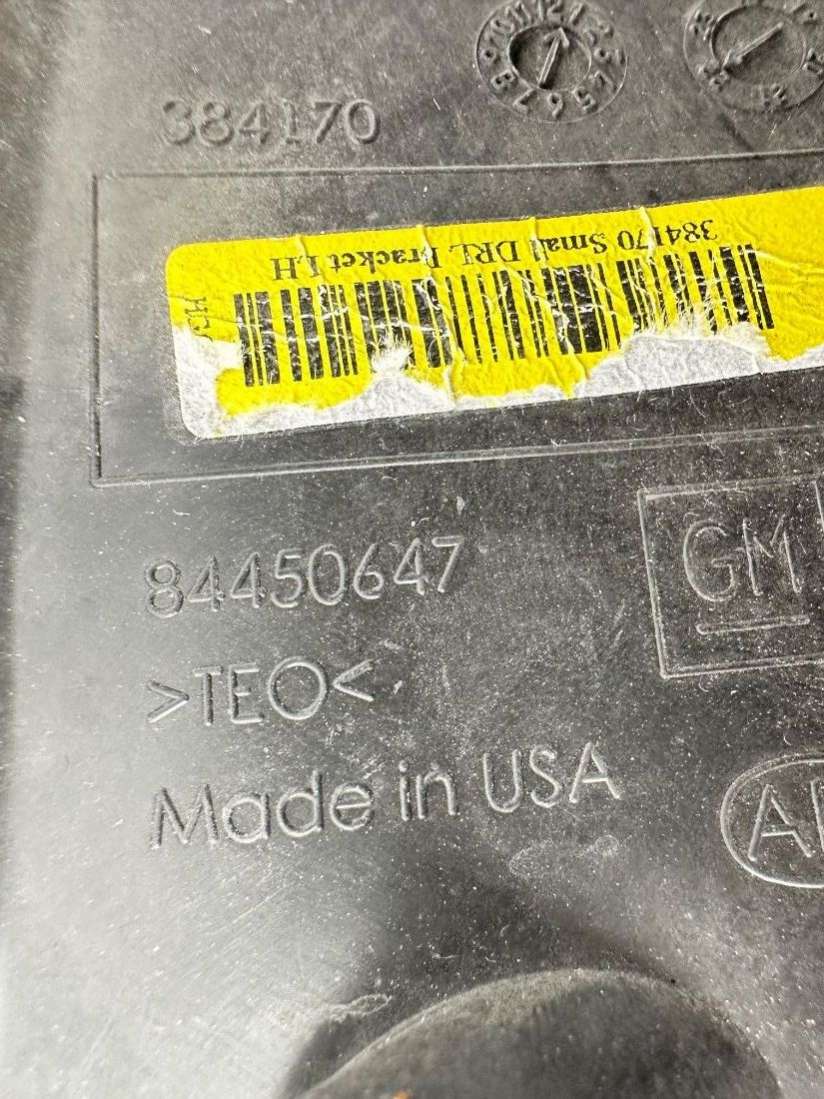 384170
384170 Small DRL Bracket LH
84450647
GM
>TEO<
Made in USA